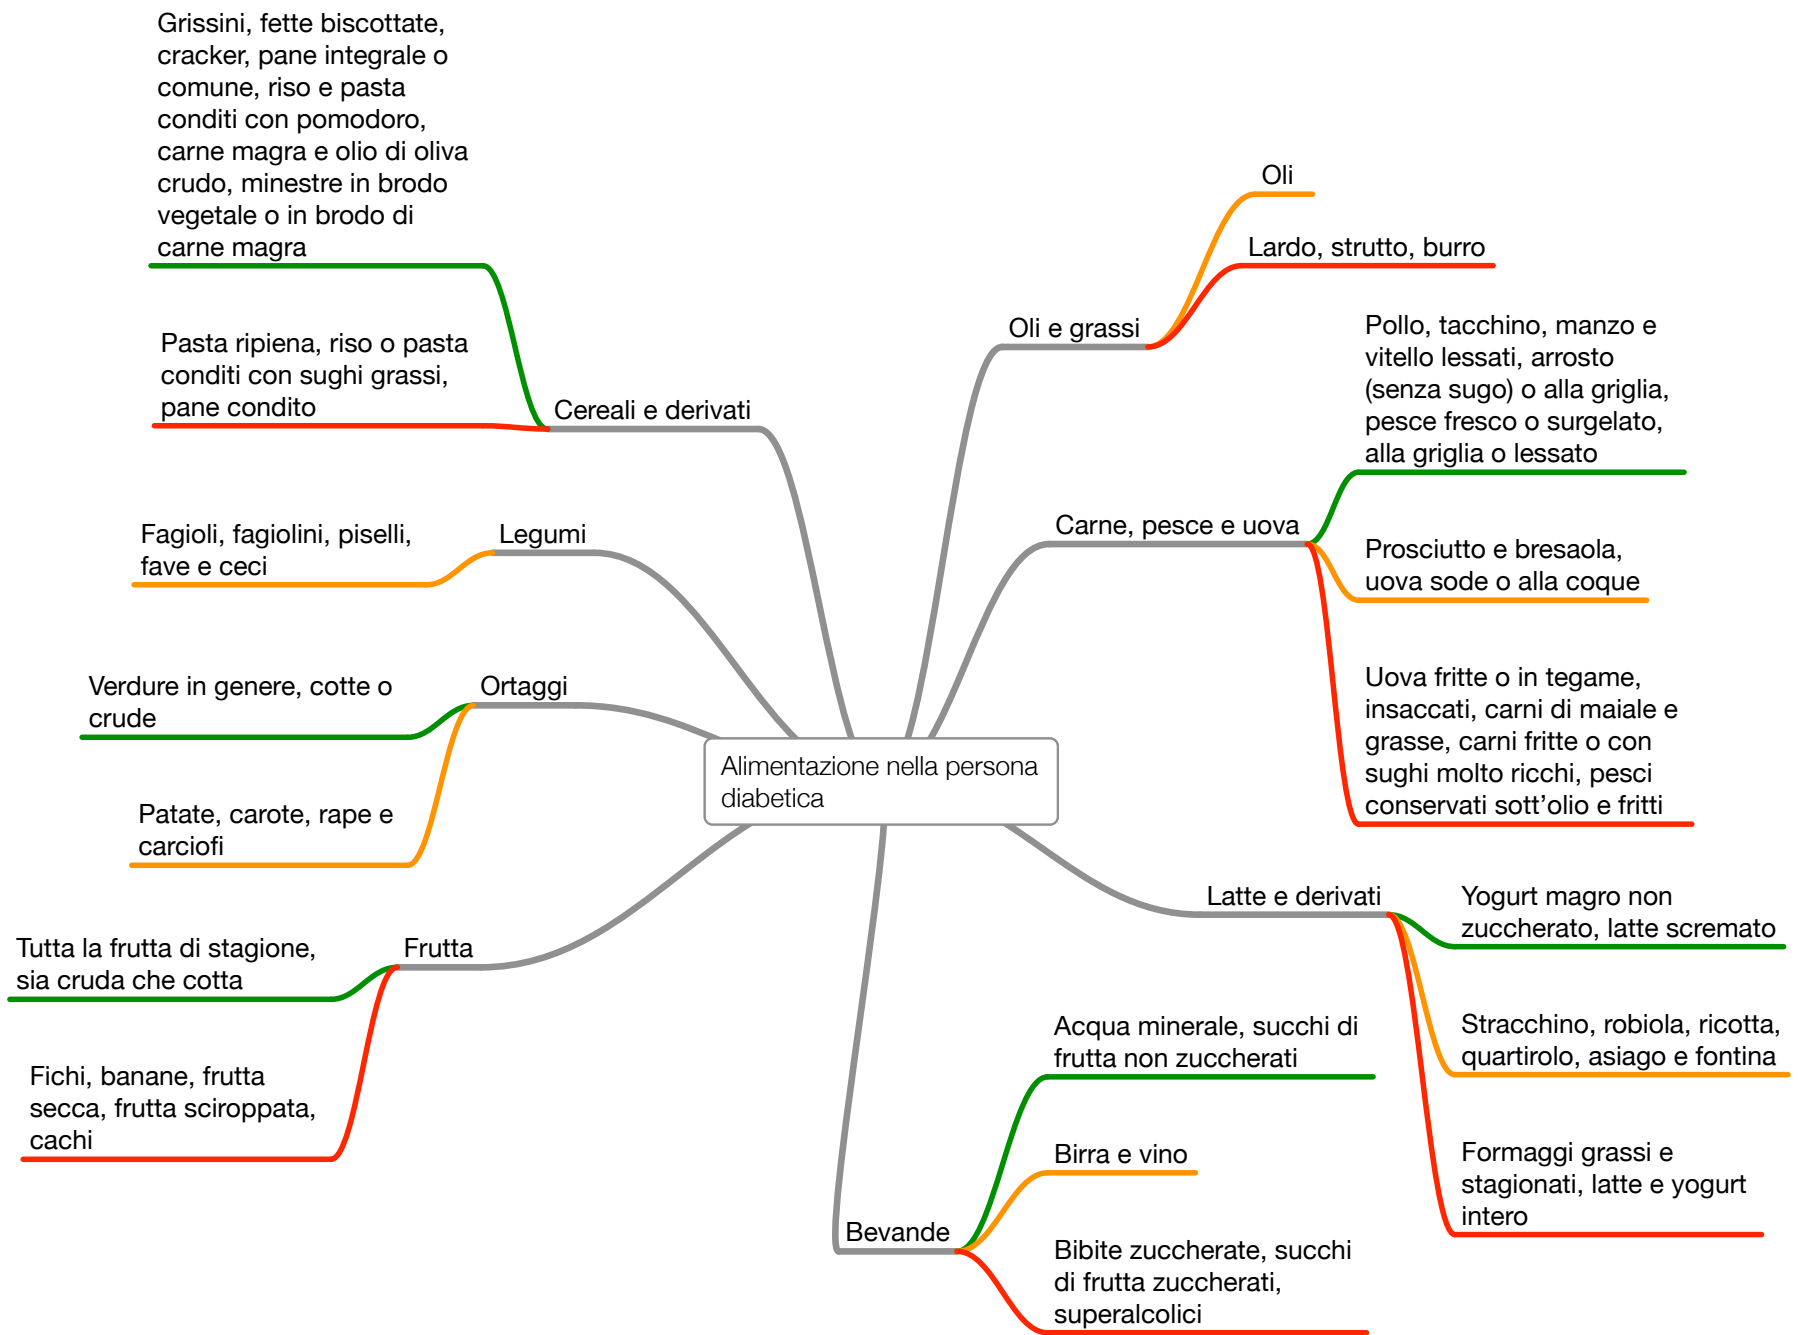 Grissini, fette biscottate,
cracker, pane integrale o
comune, riso e pasta
conditi con pomodoro,
carne magra e olio di oliva
crudo, minestre in brodo
vegetale o in brodo di
carne magra
Pasta ripiena, riso o pasta
conditi con sughi grassi,
pane condito
Cereali e derivati
Fagioli, fagiolini, piselli,
fave e ceci
Legumi
Verdure in genere, cotte o
crude
Ortaggi
Patate, carote, rape e
carciofi
Tutta la frutta di stagione,
sia cruda che cotta
Frutta
Fichi, banane, frutta
secca, frutta sciroppata,
cachi
Alimentazione nella persona
diabetica
Oli
Lardo, strutto, burro
Oli e grassi
Pollo, tacchino, manzo e
vitello lessati, arrosto
(senza sugo) o alla griglia,
pesce fresco o surgelato,
alla griglia o lessato
Carne, pesce e uova
Prosciutto e bresaola,
uova sode o alla coque
Uova fritte o in tegame,
insaccati, carni di maiale e
grasse, carni fritte o con
sughi molto ricchi, pesci
conservati sott’olio e fritti
Latte e derivati
Yogurt magro non
zuccherato, latte scremato
Stracchino, robiola, ricotta,
quartirolo, asiago e fontina
Formaggi grassi e
stagionati, latte e yogurt
intero
Acqua minerale, succhi di
frutta non zuccherati
Birra e vino
Bevande
Bibite zuccherate, succhi
di frutta zuccherati,
superalcolici